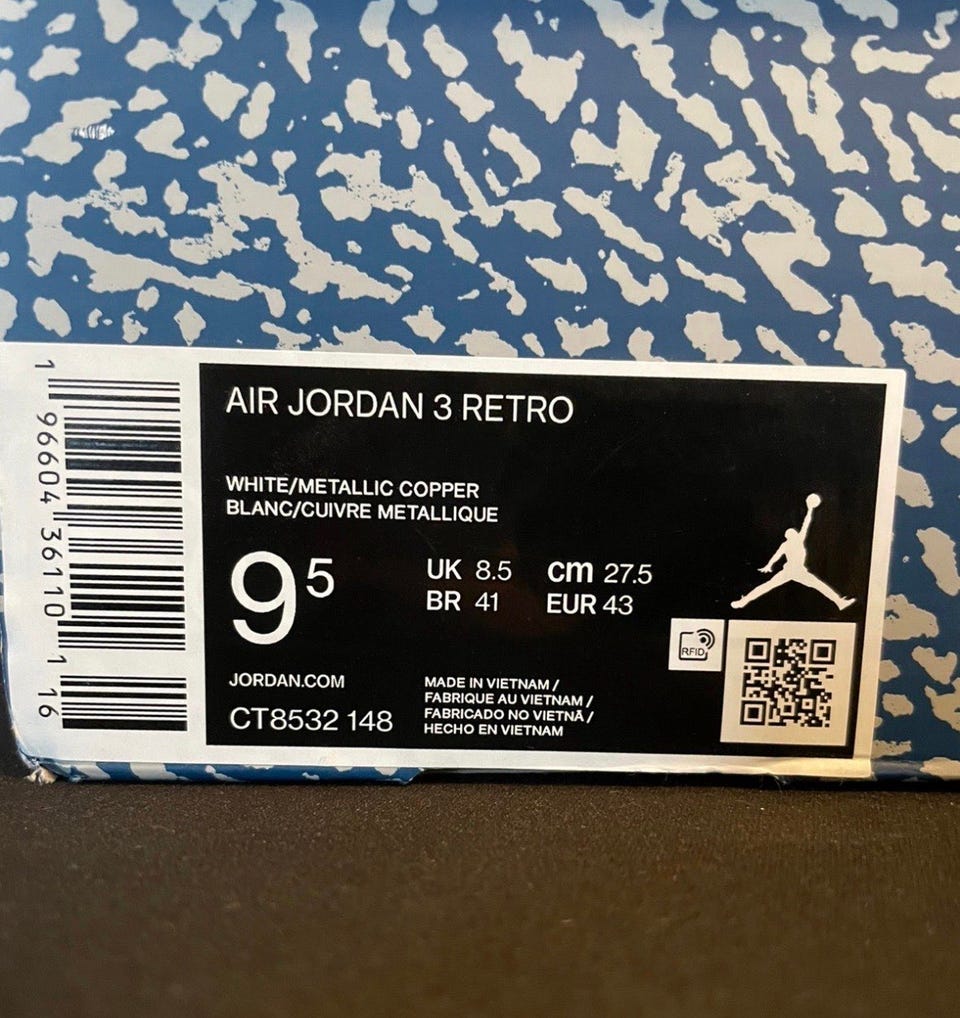 AIR JORDAN 3 RETRO
WHITE/METALLIC COPPER
BLANC/CUIVRE METALLIQUE
9 5
UK 8.5 cm 27.5
BR 41 EUR 43
RFID
JORDAN.COM
CT8532 148
MADE IN VIETNAM /
FABRIQUE AU VIETNAM /
FABRICADO NO VIETNÃ /
HECHO EN VIETNAM
1 96604 36110 1 16